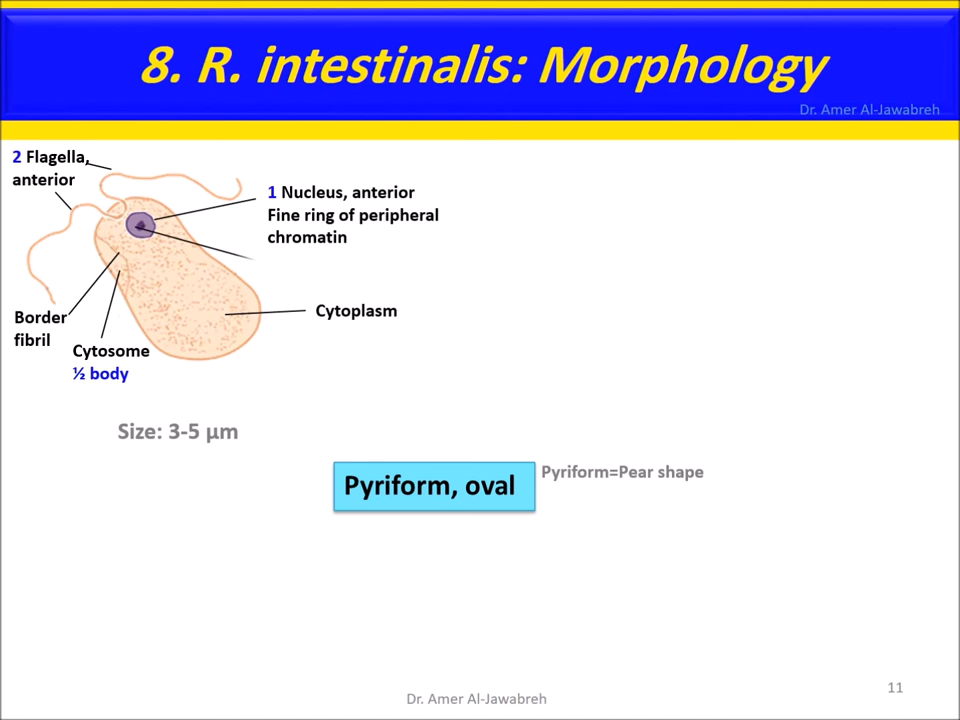 8. R. intestinalis: Morphology
Dr. Amer Al-Jawabreh
2 Flagella,
anterior
1 Nucleus, anterior
Fine ring of peripheral
chromatin
Cytoplasm
Border
fibril
Cytosome
½ body
Size: 3-5 µm
Pyriform, oval
Pyriform=Pear shape
11
Dr. Amer Al-Jawabreh